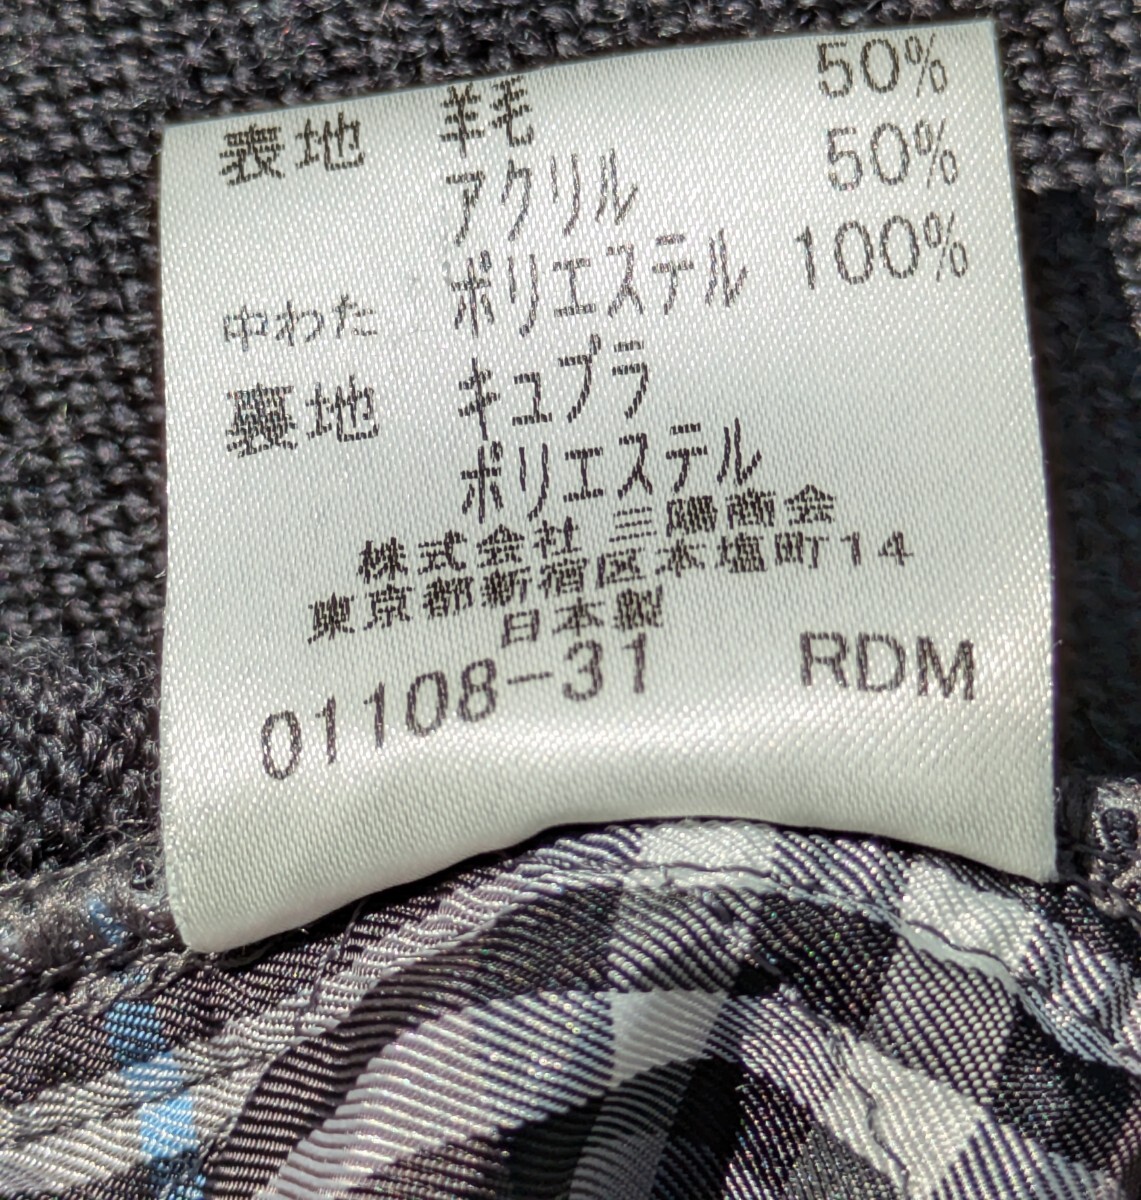 表地 羊毛 50%
アクリル 50%
中わた ポリエステル 100%
裏地 キュプラ
ポリエステル
株式会社 三陽商会
東京都新宿区本塩町14
日本製
01108-31 RDM